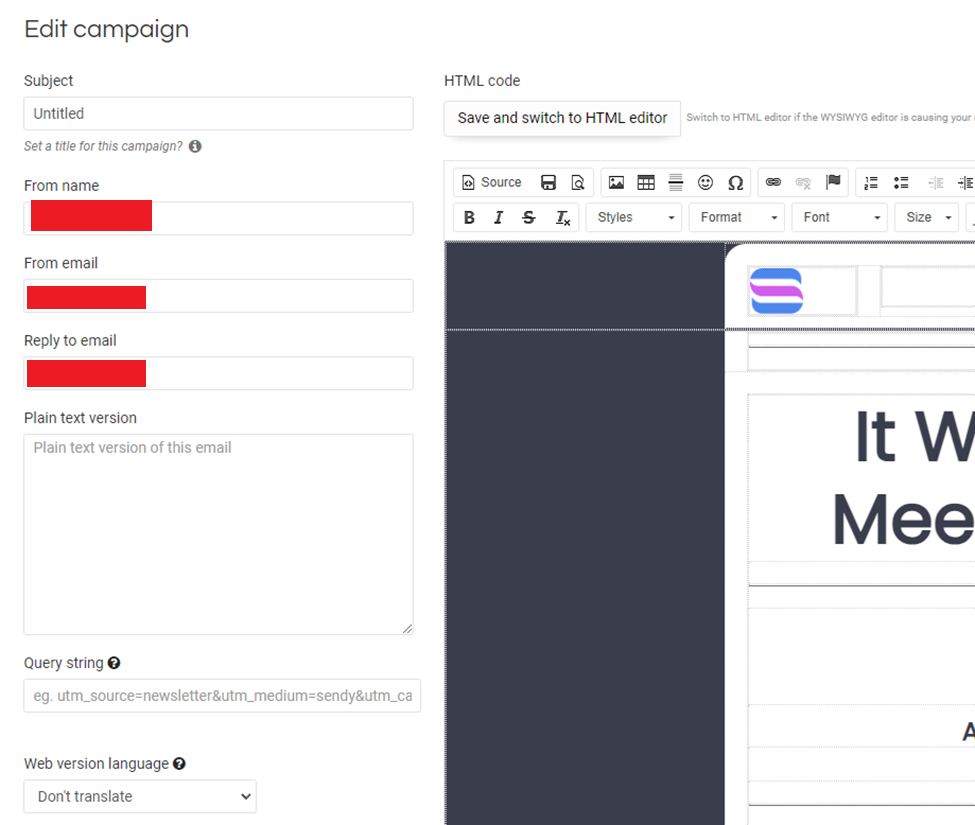 Edit campaign
Subject
Untitled
Set a title for this campaign?
From name
From email
Reply to email
Plain text version
Plain text version of this email
Query string
eg. utm_source=newsletter&utm_medium=sendy&utm_ca
Web version language
Don't translate
HTML code
Save and switch to HTML editor
Switch to HTML editor if the WYSIWYG editor is causing your
Source
B I S Tx
Styles
Format
Font
Size
It W
Mee
A